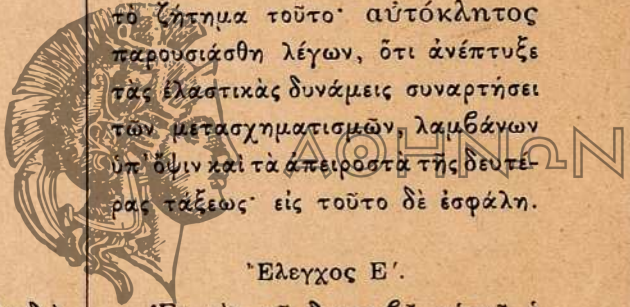 τὸ ζήτημα τοῦτο· αὐτόκλητος
παρουσιάσθη λέγων, ὅτι ἀνέπτυξε
τὰς ἐλαστικὰς δυνάμεις συναρτήσει
τῶν μετασχηματισμῶν, λαμβάνων
ὑπ' ὄψιν καὶ τὰ ἀπειροστὰ τῆς δευτέ-
ρας τάξεως· εἰς τοῦτο δὲ ἐσφάλη.
Ἔλεγχος Ε'.
ΑΘΗΝΩΝ